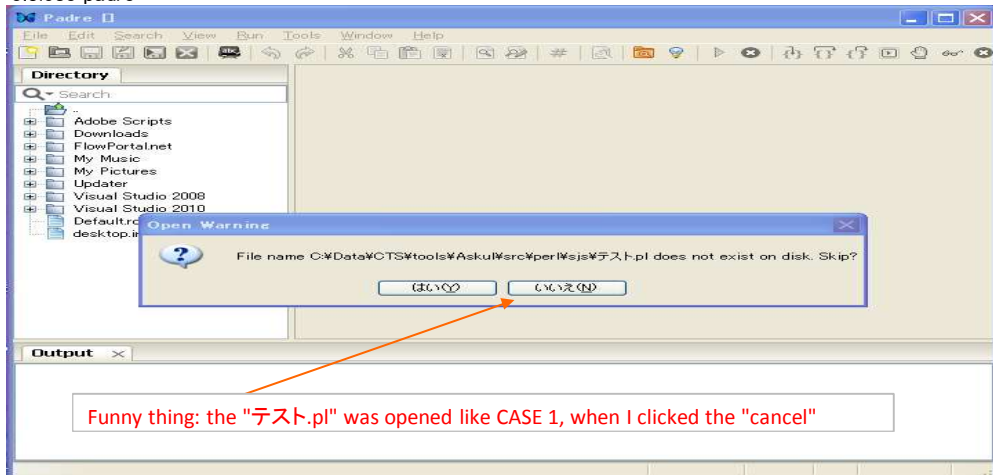 Padre []
File Edit Search View Run Tools Window Help
Directory
Search
..
Adobe Scripts
Downloads
FlowPortal.net
My Music
My Pictures
Updater
Visual Studio 2008
Visual Studio 2010
desktop.in
Open Warning
File name C:¥Data¥CTS¥tools¥Askul¥src¥perl¥sjs¥テスト.pl does not exist on disk. Skip?
はい(Y) いいえ(N)
Output
Funny thing: the "テスト.pl" was opened like CASE 1, when I clicked the "cancel"